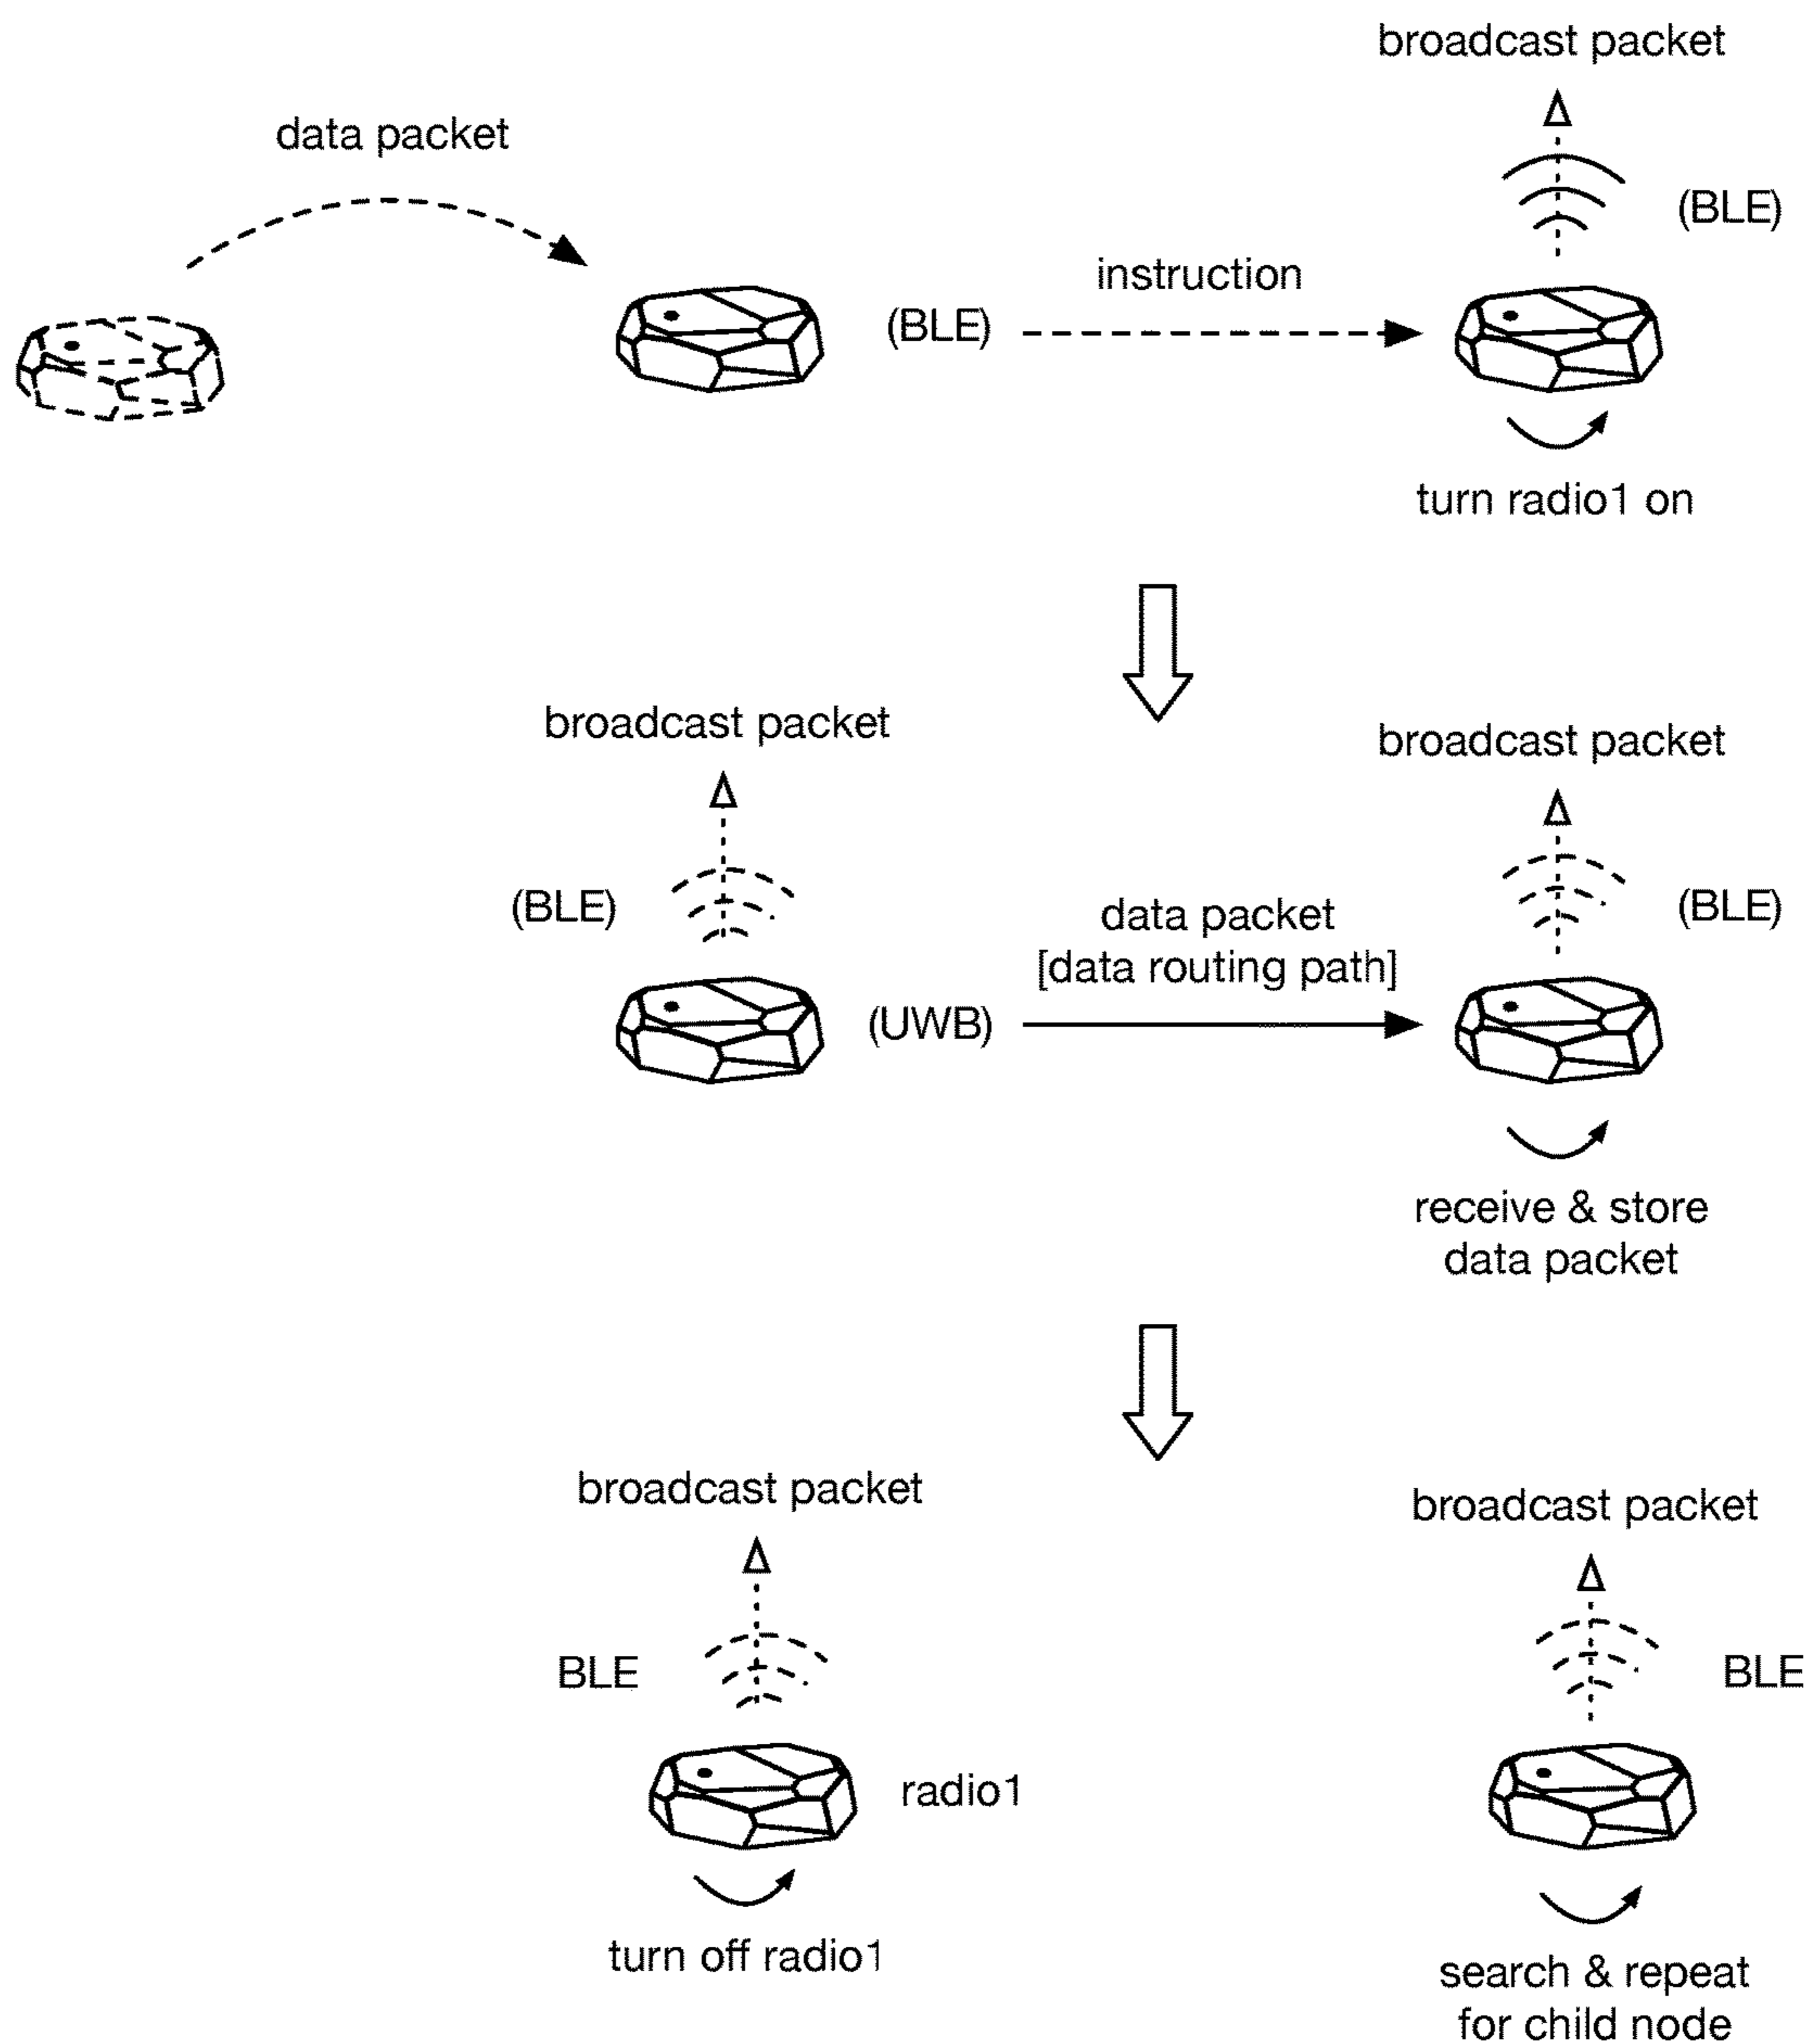 broadcast packet
data packet
(BLE)
instruction
(BLE)
turn radio1 on
broadcast packet
broadcast packet
(BLE)
data packet
(BLE)
[data routing path]
(UWB)
receive & store
data packet
broadcast packet
broadcast packet
BLE
BLE
radio1
turn off radio1
search & repeat
for child node